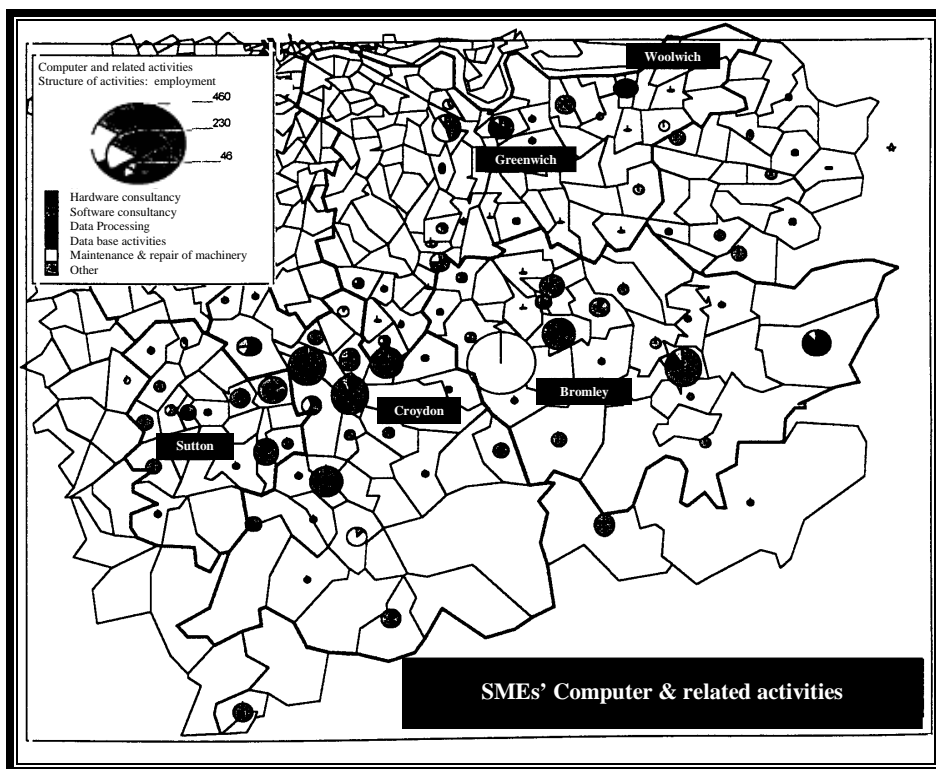 Computer and related activities
Structure of activities: employment
460
230
46
Hardware consultancy
Software consultancy
Data Processing
Data base activities
Maintenance & repair of machinery
Other
Woolwich
Greenwich
Bromley
Croydon
Sutton
SMEs' Computer & related activities